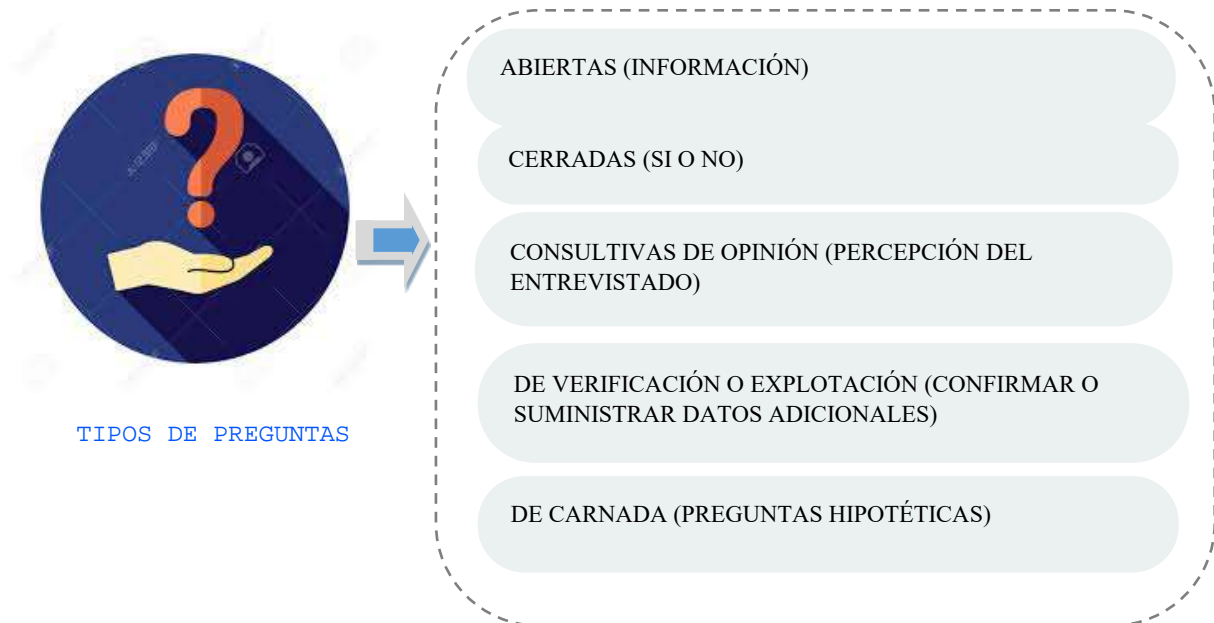 ABIERTAS (INFORMACIÓN)
CERRADAS (SI O NO)
CONSULTIVAS DE OPINIÓN (PERCEPCIÓN DEL
ENTREVISTADO)
DE VERIFICACIÓN O EXPLOTACIÓN (CONFIRMAR O
SUMINISTRAR DATOS ADICIONALES)
TIPOS DE PREGUNTAS
DE CARNADA (PREGUNTAS HIPOTÉTICAS)